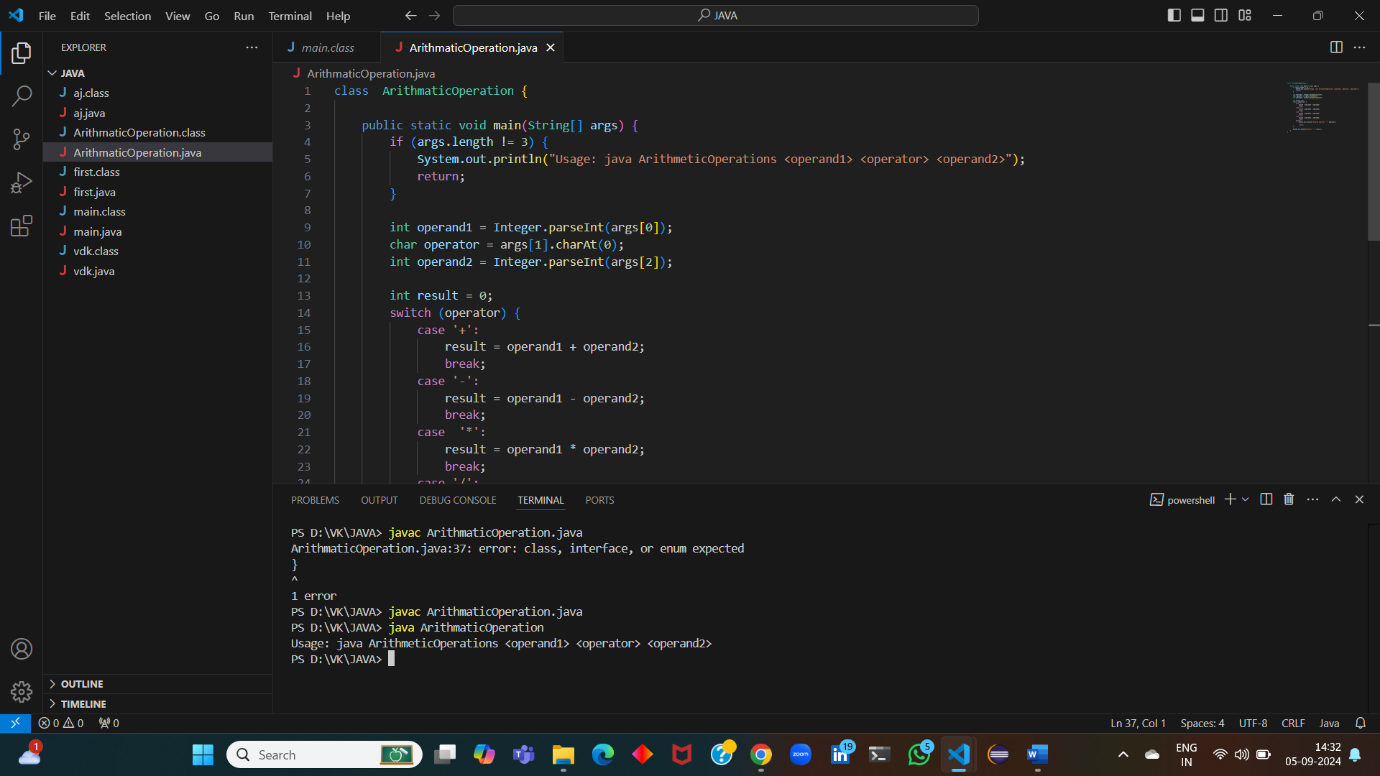 File Edit Selection View Go Run Terminal Help
JAVA
EXPLORER
JAVA
aj.class
aj.java
ArithmaticOperation.class
ArithmaticOperation.java
first.class
first.java
main.class
main.java
vdk.class
vdk.java
OUTLINE
TIMELINE
main.class
ArithmaticOperation.java
ArithmaticOperation.java
1 class  ArithmaticOperation {
2
3 public static void main(String[] args) {
4 if (args.length != 3) {
5 System.out.println("Usage: java ArithmeticOperations <operand1> <operator> <operand2>");
6 return;
7 }
8
9 int operand1 = Integer.parseInt(args[0]);
10 char operator = args[1].charAt(0);
11 int operand2 = Integer.parseInt(args[2]);
12
13 int result = 0;
14 switch (operator) {
15 case '+':
16 result = operand1 + operand2;
17 break;
18 case '-':
19 result = operand1 - operand2;
20 break;
21 case  '*':
22 result = operand1 * operand2;
23 break;
24 case '/':
PROBLEMS OUTPUT DEBUG CONSOLE TERMINAL PORTS
powershell
PS D:\VK\JAVA> javac ArithmaticOperation.java
ArithmaticOperation.java:37: error: class, interface, or enum expected
}
^
1 error
PS D:\VK\JAVA> javac ArithmaticOperation.java
PS D:\VK\JAVA> java ArithmaticOperation
Usage: java ArithmeticOperations <operand1> <operator> <operand2>
PS D:\VK\JAVA>
0 0 0
Ln 37, Col 1 Spaces: 4 UTF-8 CRLF Java
1
Search
zoom
19
5
ENG
IN
14:32
05-09-2024